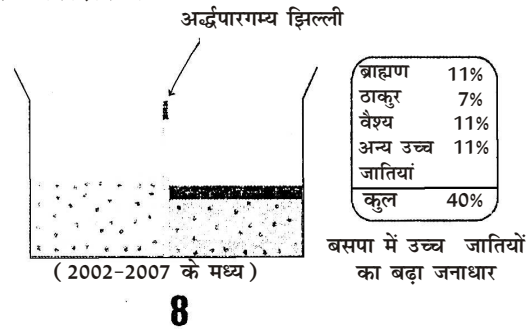 अर्द्धपारगम्य झिल्ली
ब्राह्मण 11%
ठाकुर 7%
वैश्य 11%
अन्य उच्च 11%
जातियां
कुल 40%
बसपा में उच्च जातियों
का बढ़ा जनाधार
( 2002-2007 के मध्य )
8